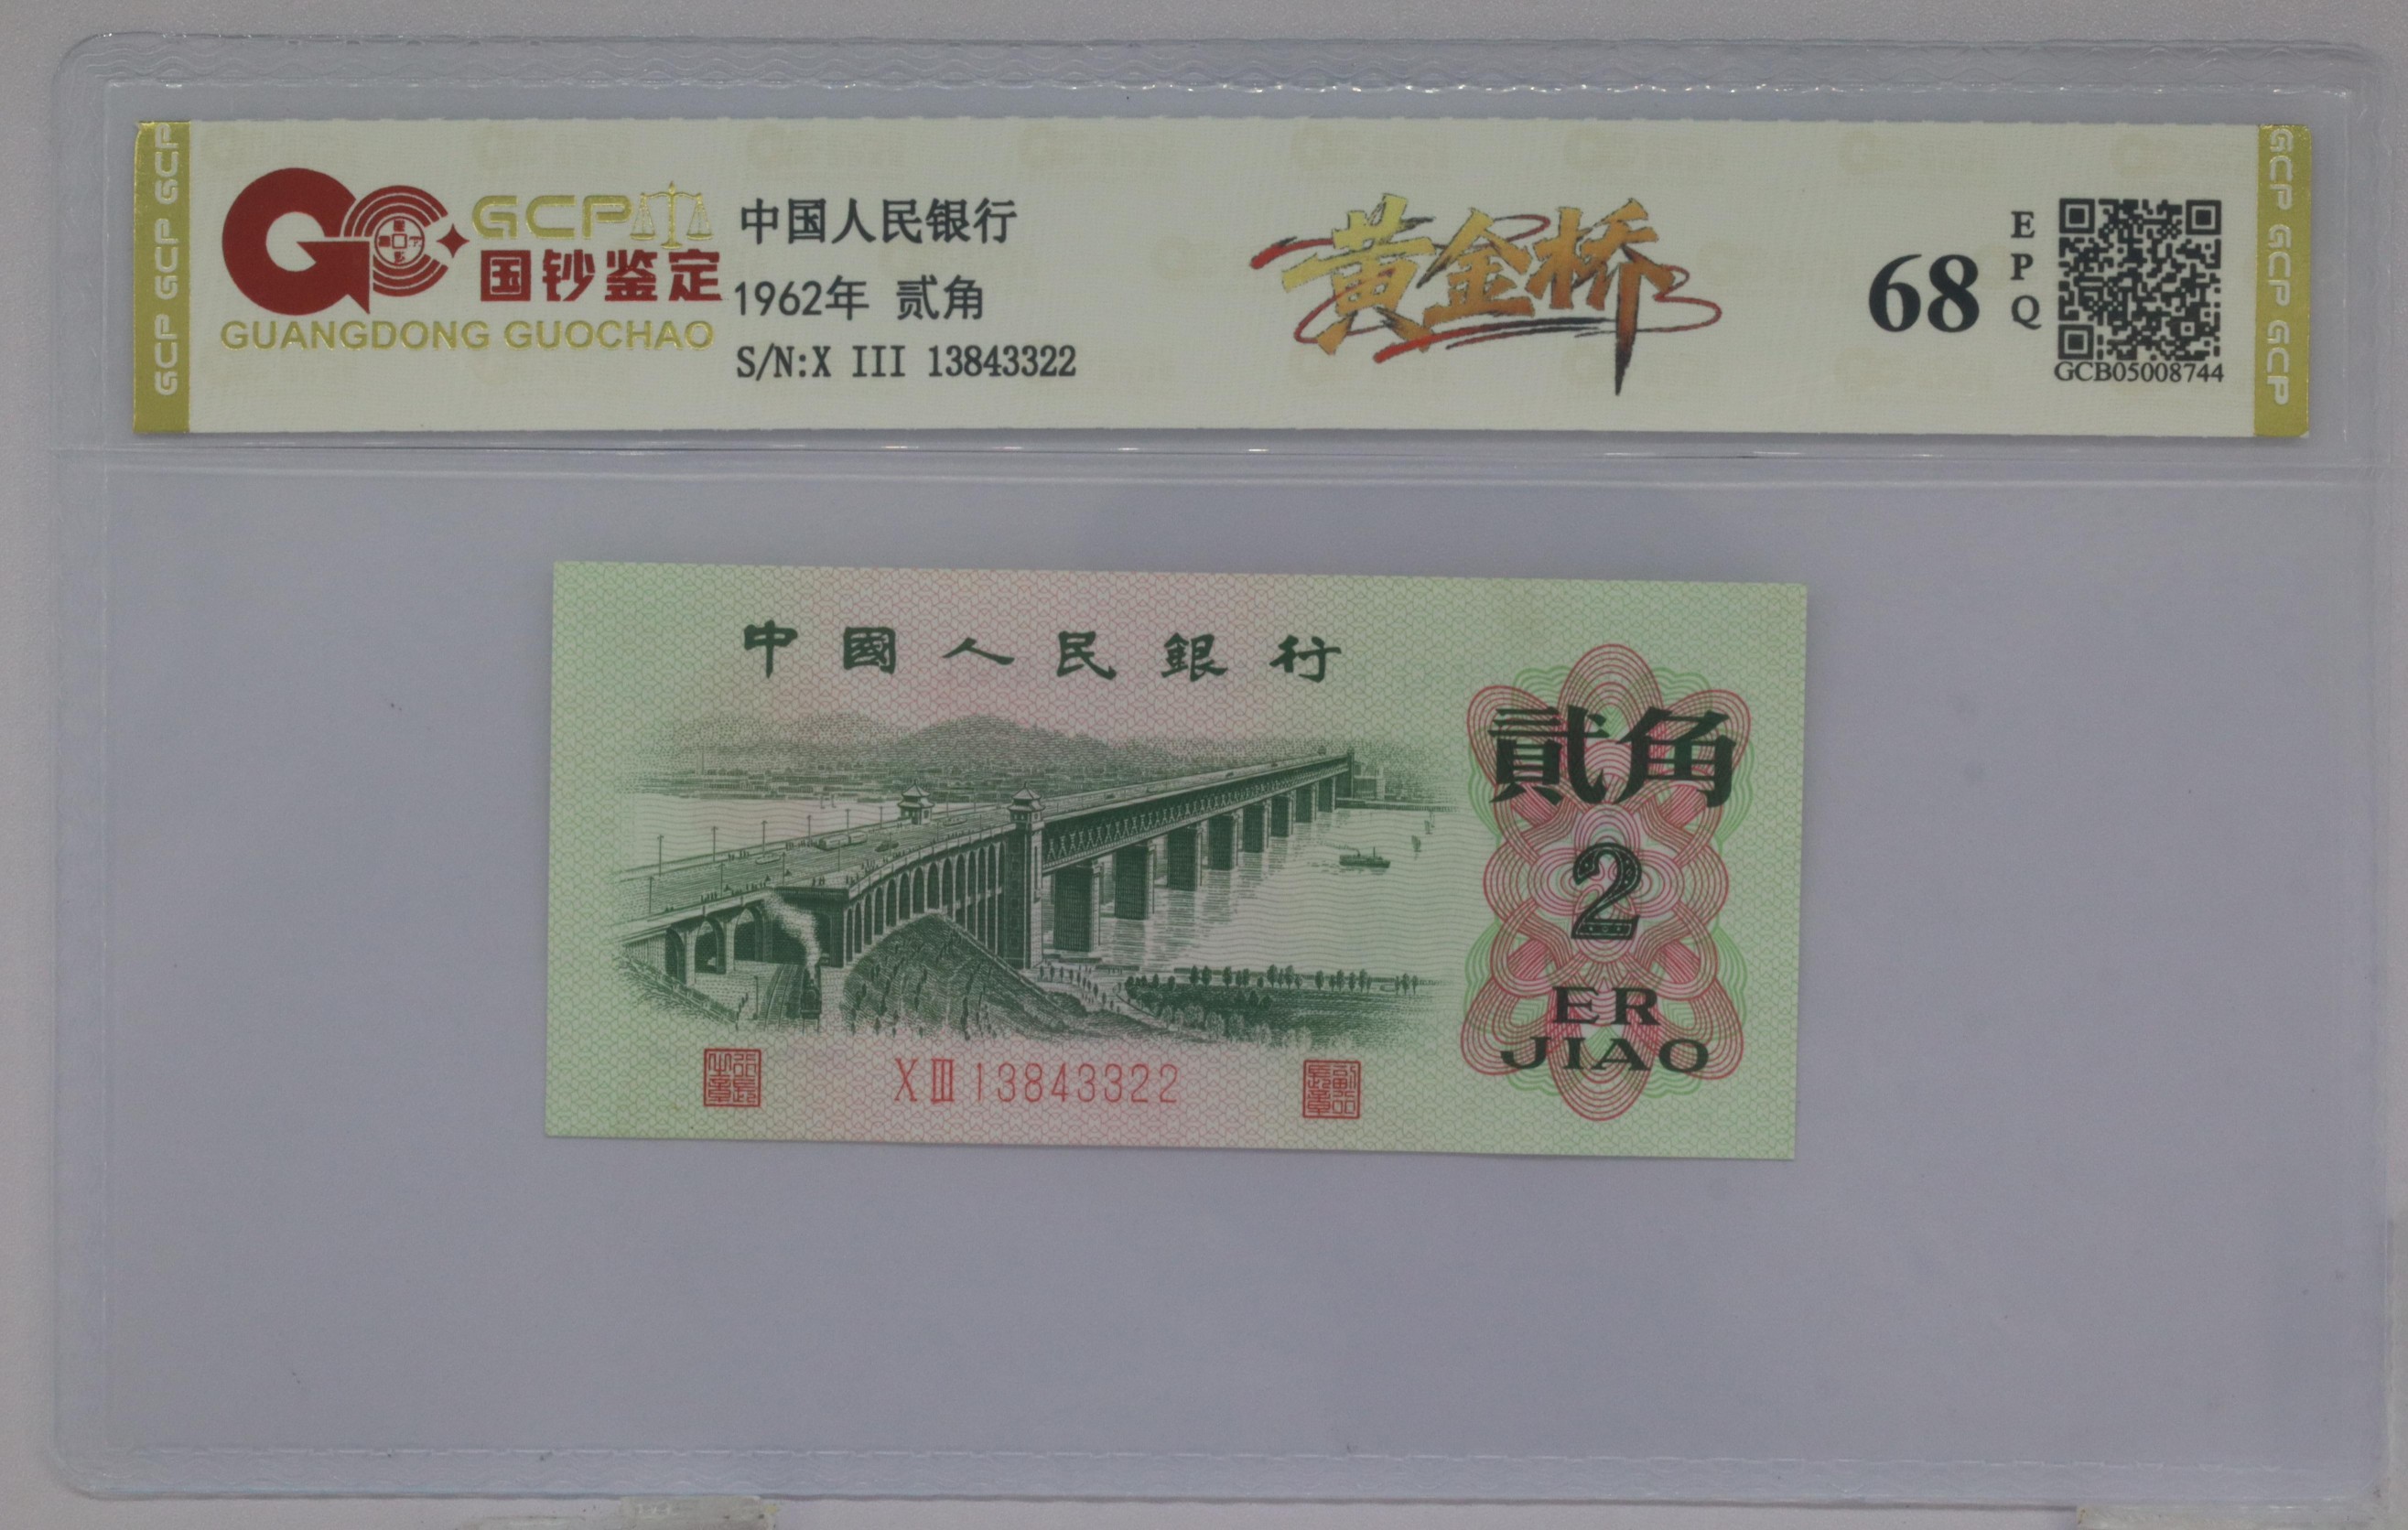 GCP GCP GCP
GCP
国钞鉴定
GUANGDONG GUOCHAO
中国人民银行
1962年 贰角
S/N:X III 13843322
黄金桥
68
EPQ
GCB05008744
GCP GCP GCP
中國人民銀行
貳角
2
ER
JIAO
X III 13843322